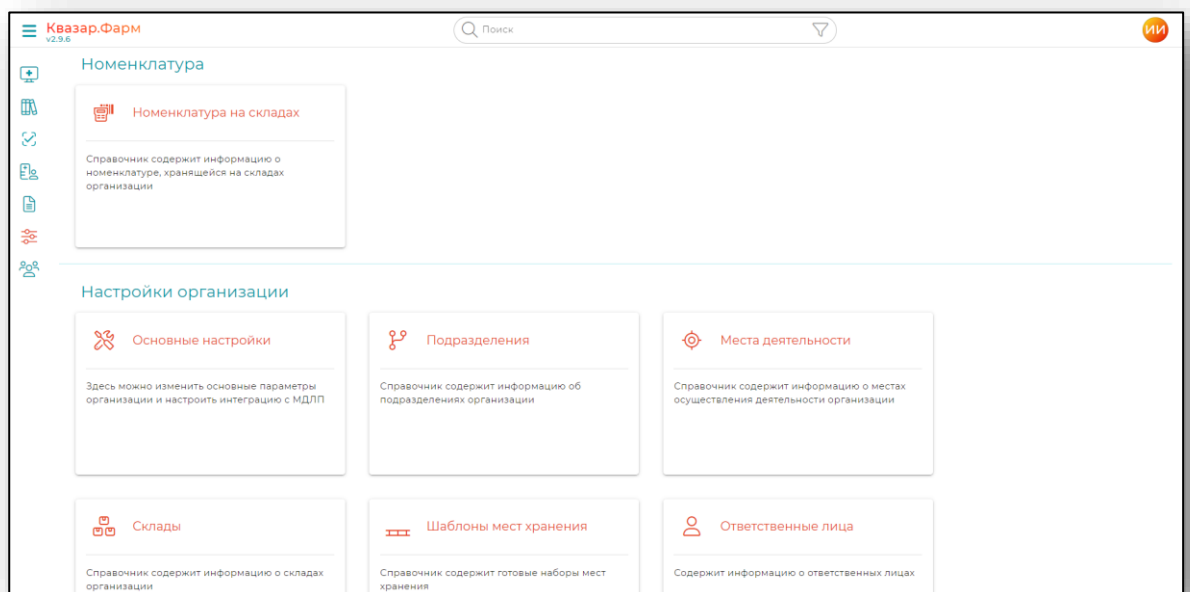 Квазар.Фарм
v2.9.6
Поиск
ИИ
Номенклатура
Номенклатура на складах
Справочник содержит информацию о
номенклатуре, хранящейся на складах
организации
Настройки организации
Основные настройки
Здесь можно изменить основные параметры
организации и настроить интеграцию с МДЛП
Подразделения
Справочник содержит информацию об
подразделениях организации
Места деятельности
Справочник содержит информацию о местах
осуществления деятельности организации
Склады
Справочник содержит информацию о складах
организации
Шаблоны мест хранения
Справочник содержит готовые наборы мест
хранения
Ответственные лица
Содержит информацию о ответственных лицах